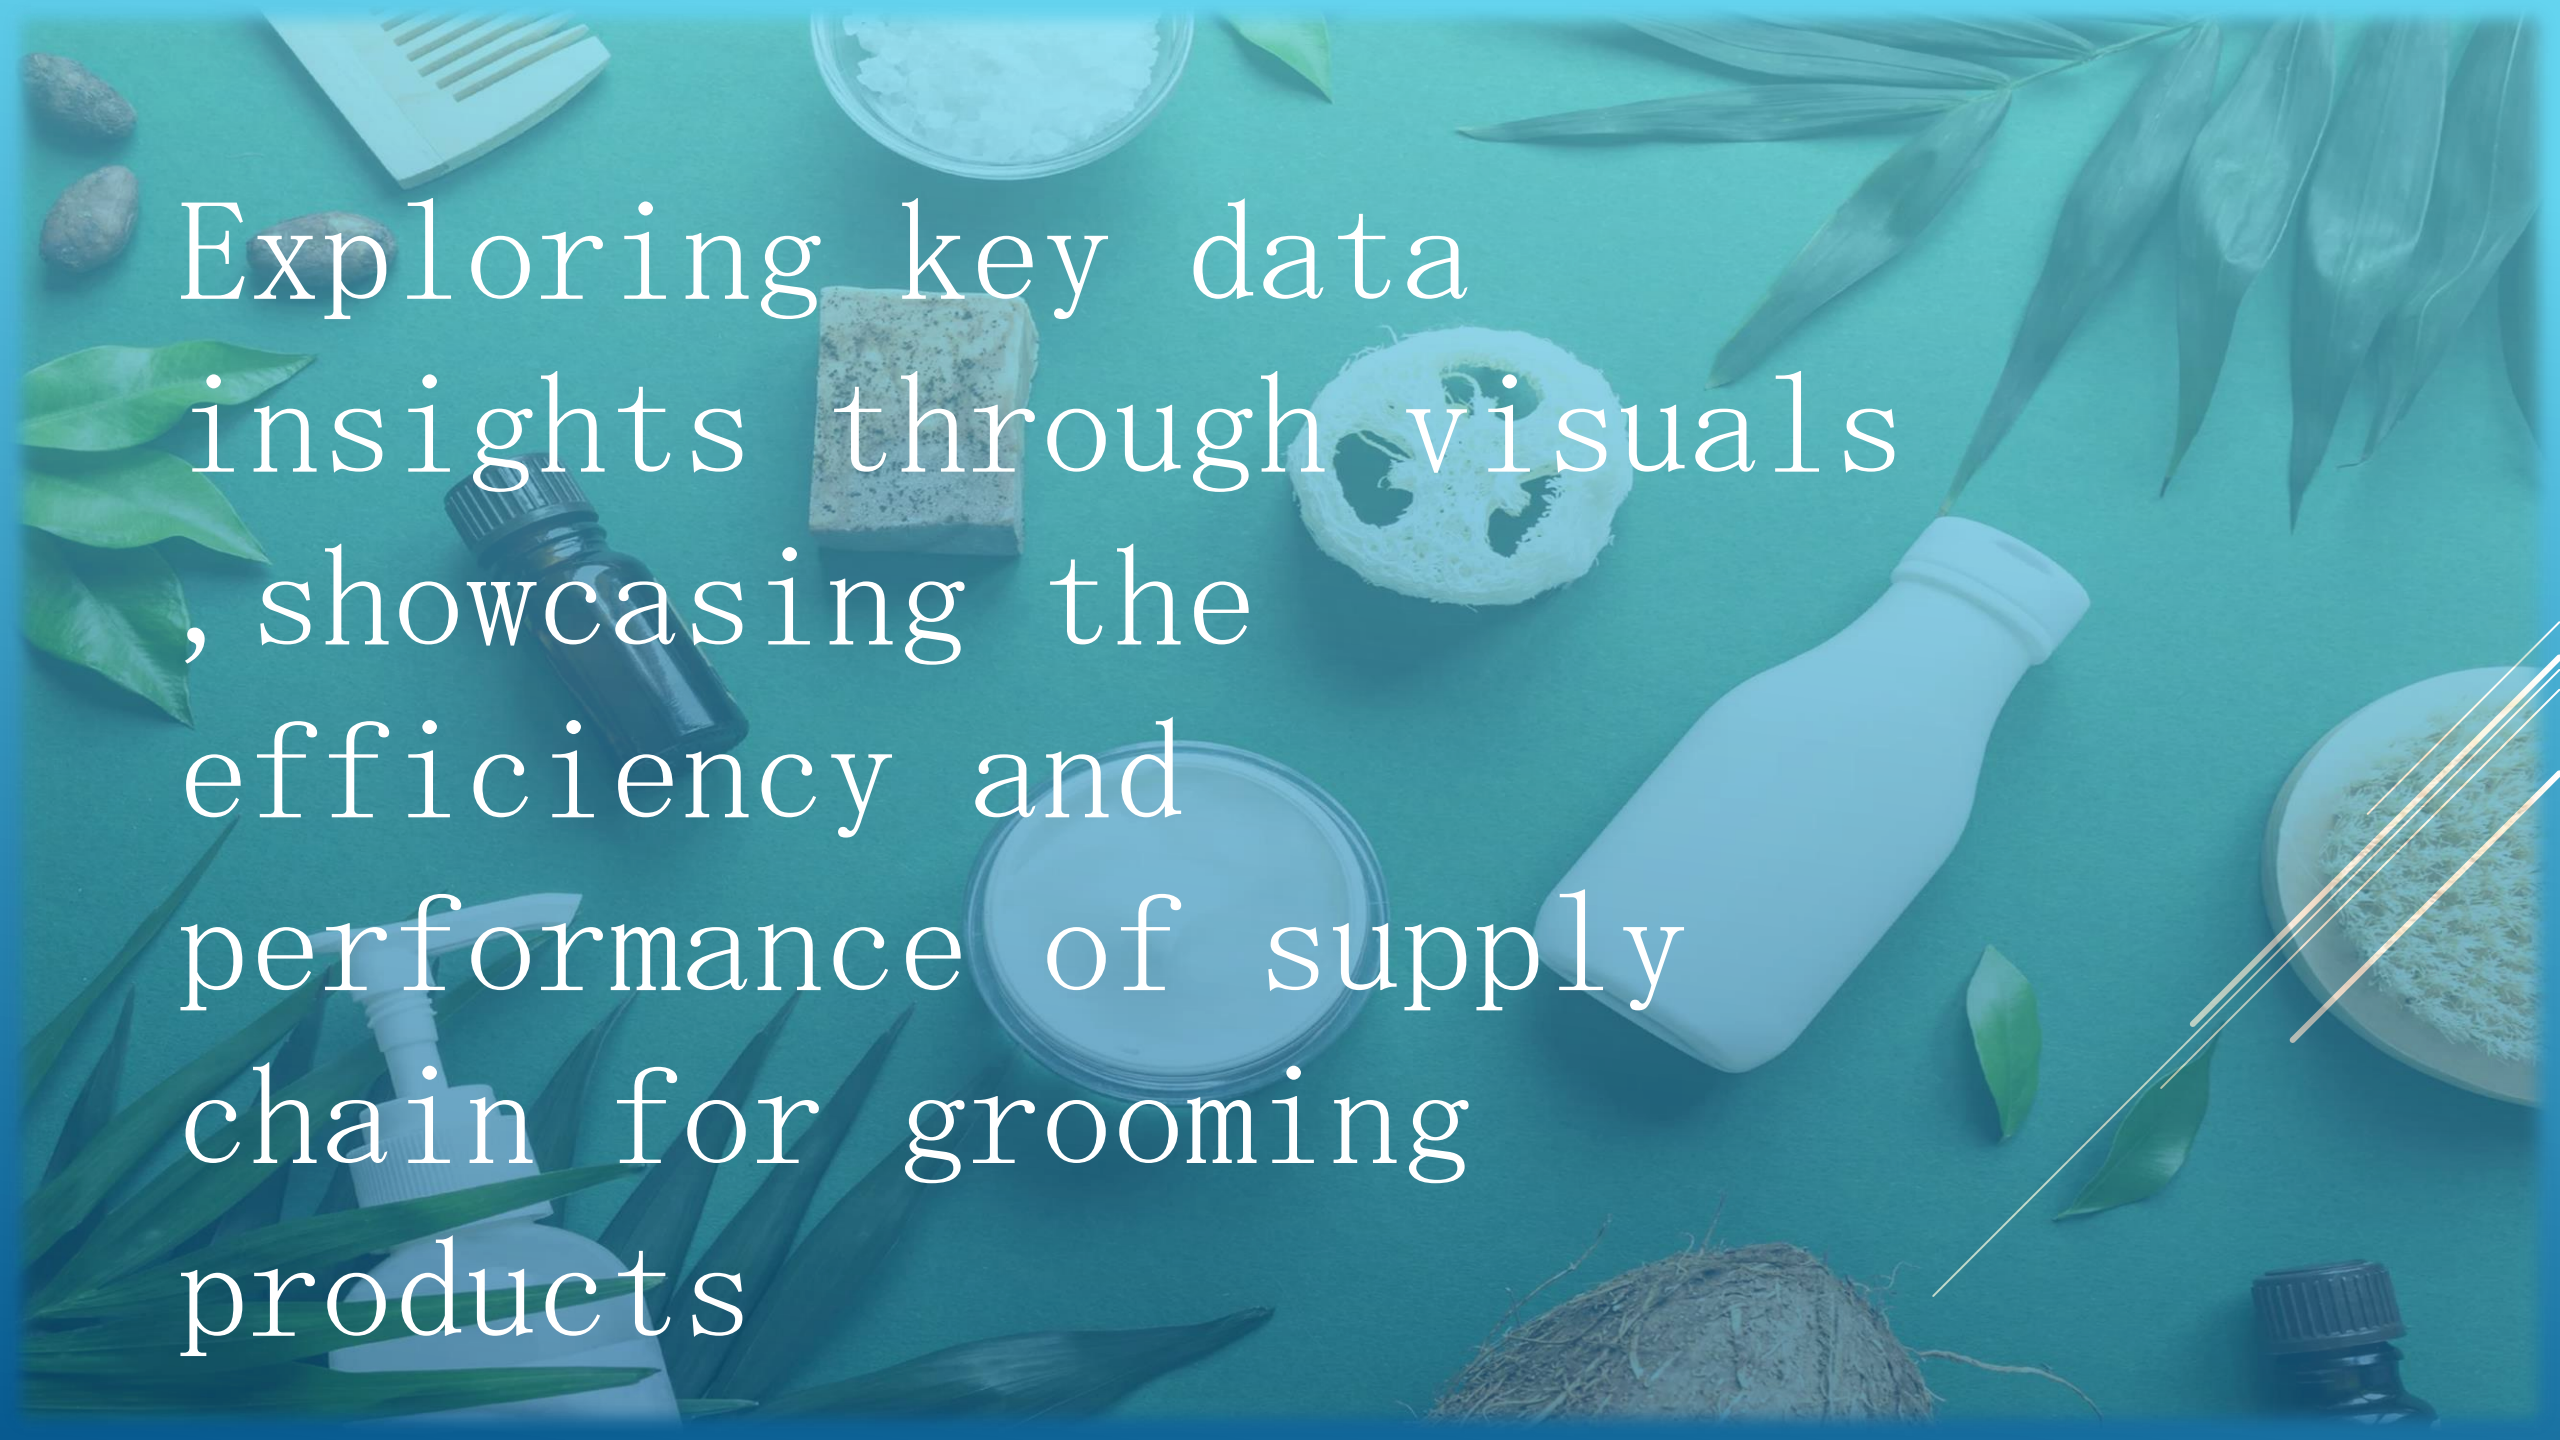 Exploring key data
insights through visuals
,showcasing the
efficiency and
performance of supply
chain for grooming
products